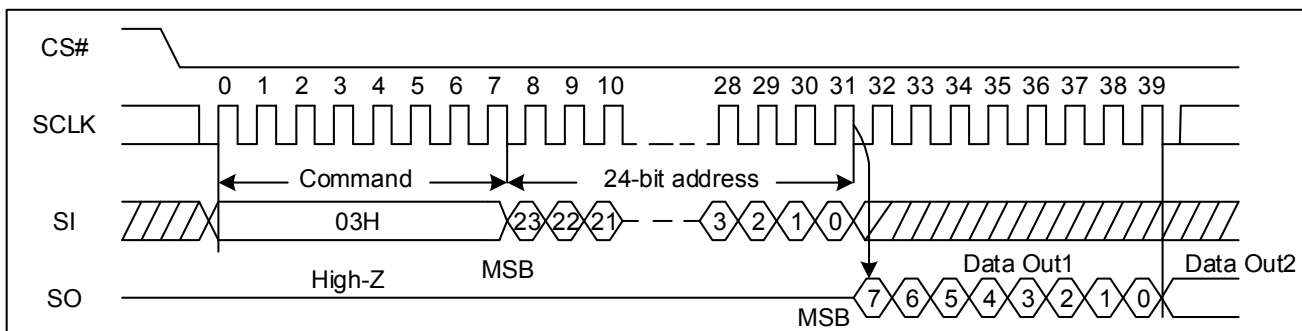 CS#
0 1 2 3 4 5 6 7 8 9 10 28 29 30 31 32 33 34 35 36 37 38 39
SCLK
Command 24-bit address
SI 03H 23 22 21 3 2 1 0
High-Z MSB Data Out1 Data Out2
SO 7 6 5 4 3 2 1 0
MSB